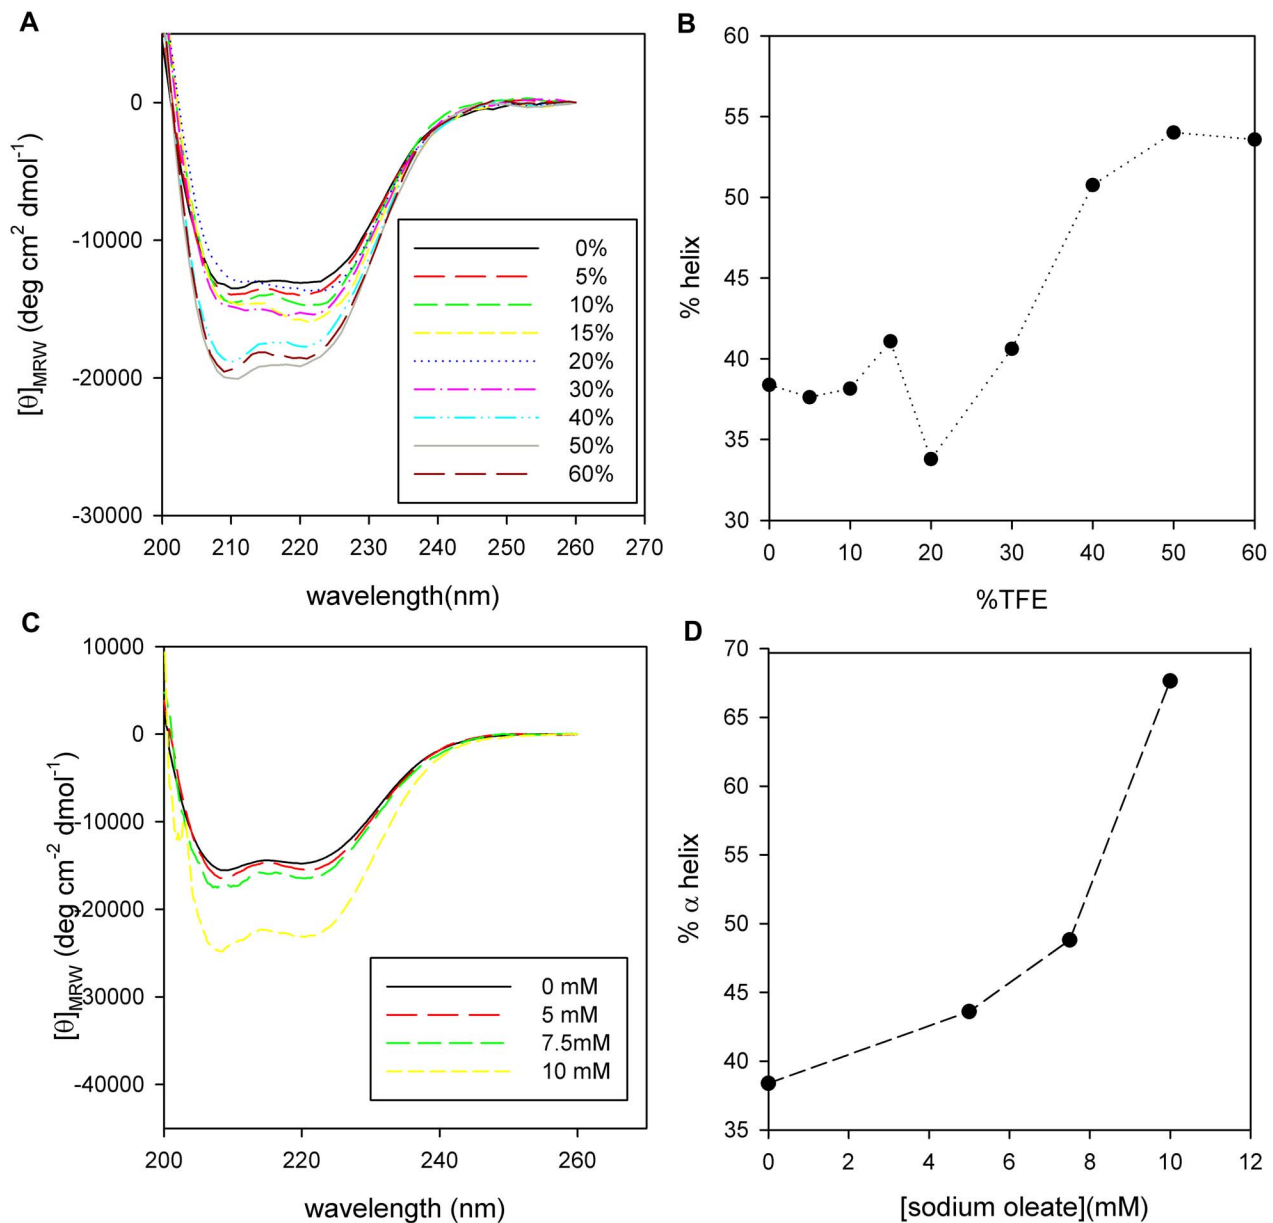 A
0
-10000
-20000
-30000
[θ]MRW (deg cm2 dmol-1)
200 210 220 230 240 250 260 270
wavelength(nm)
0%
5%
10%
15%
20%
30%
40%
50%
60%
B
60
55
50
45
40
35
30
% helix
0 10 20 30 40 50 60
%TFE
C
10000
0
-10000
-20000
-30000
-40000
[θ]MRW (deg cm-2 dmol-1)
200 220 240 260
wavelength (nm)
0 mM
5 mM
7.5mM
10 mM
D
70
65
60
55
50
45
40
35
% α helix
0 2 4 6 8 10 12
[sodium oleate](mM)